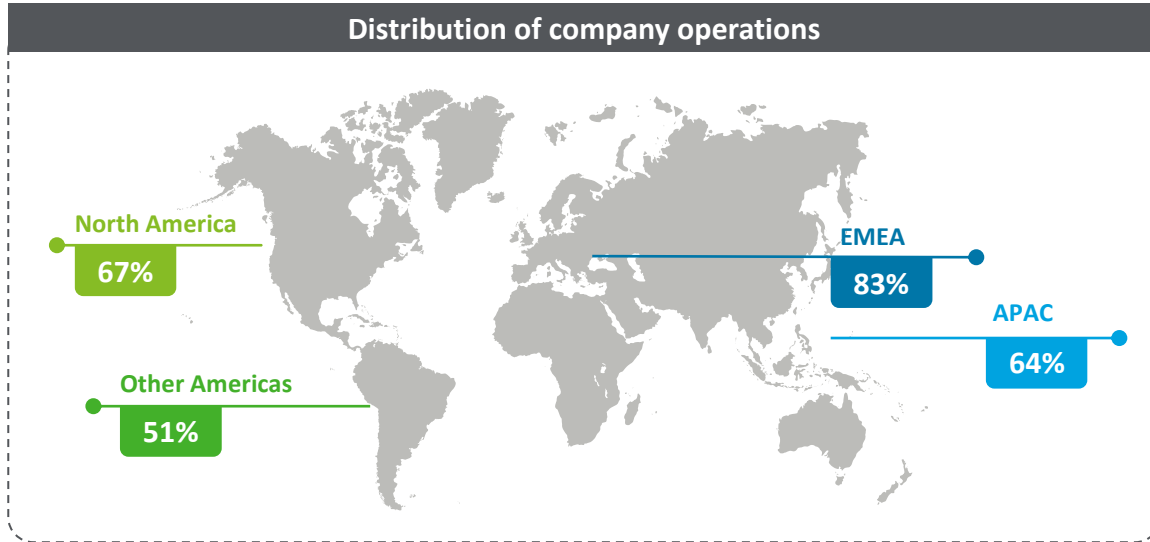 Distribution of company operations
North America
67%
EMEA
83%
APAC
64%
Other Americas
51%